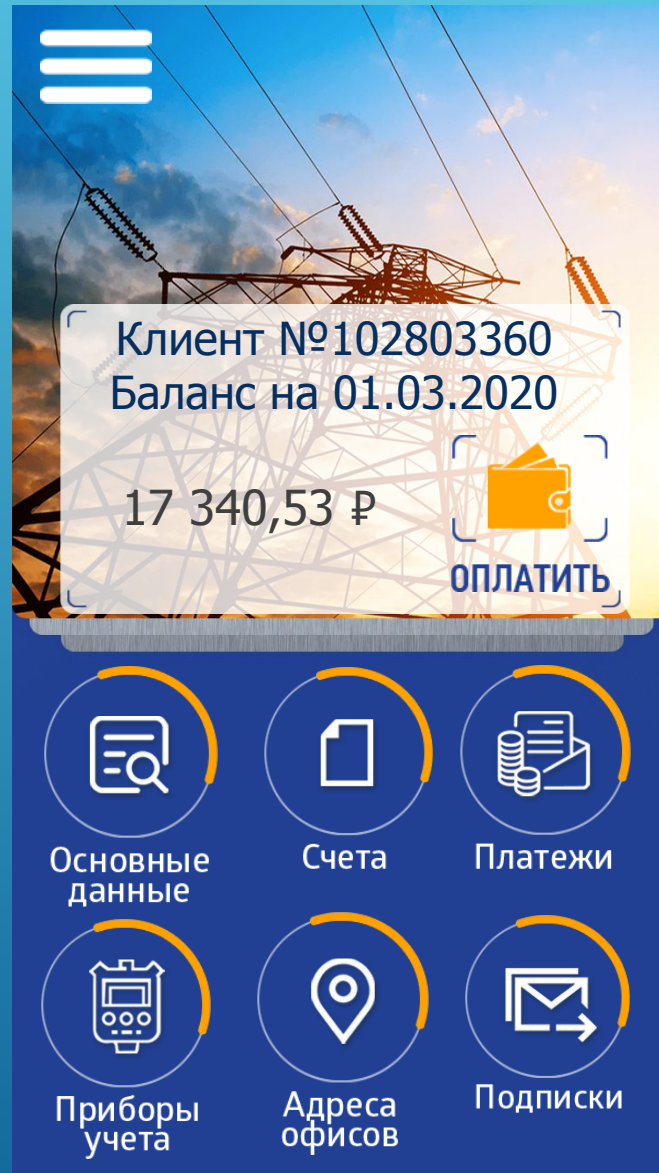 Клиент №102803360
Баланс на 01.03.2020
17 340,53 ₽
ОПЛАТИТЬ
Основные
данные
Счета
Платежи
Приборы
учета
Адреса
офисов
Подписки